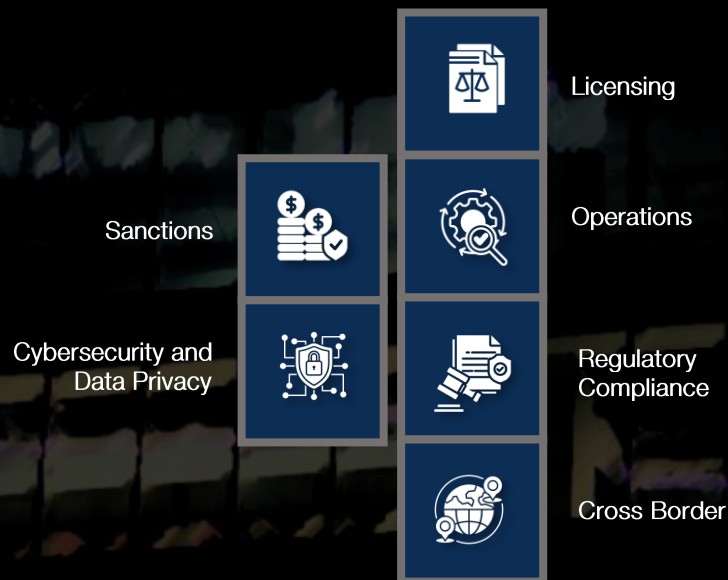 Licensing
Sanctions
Operations
Cybersecurity and
Data Privacy
Regulatory
Compliance
Cross Border